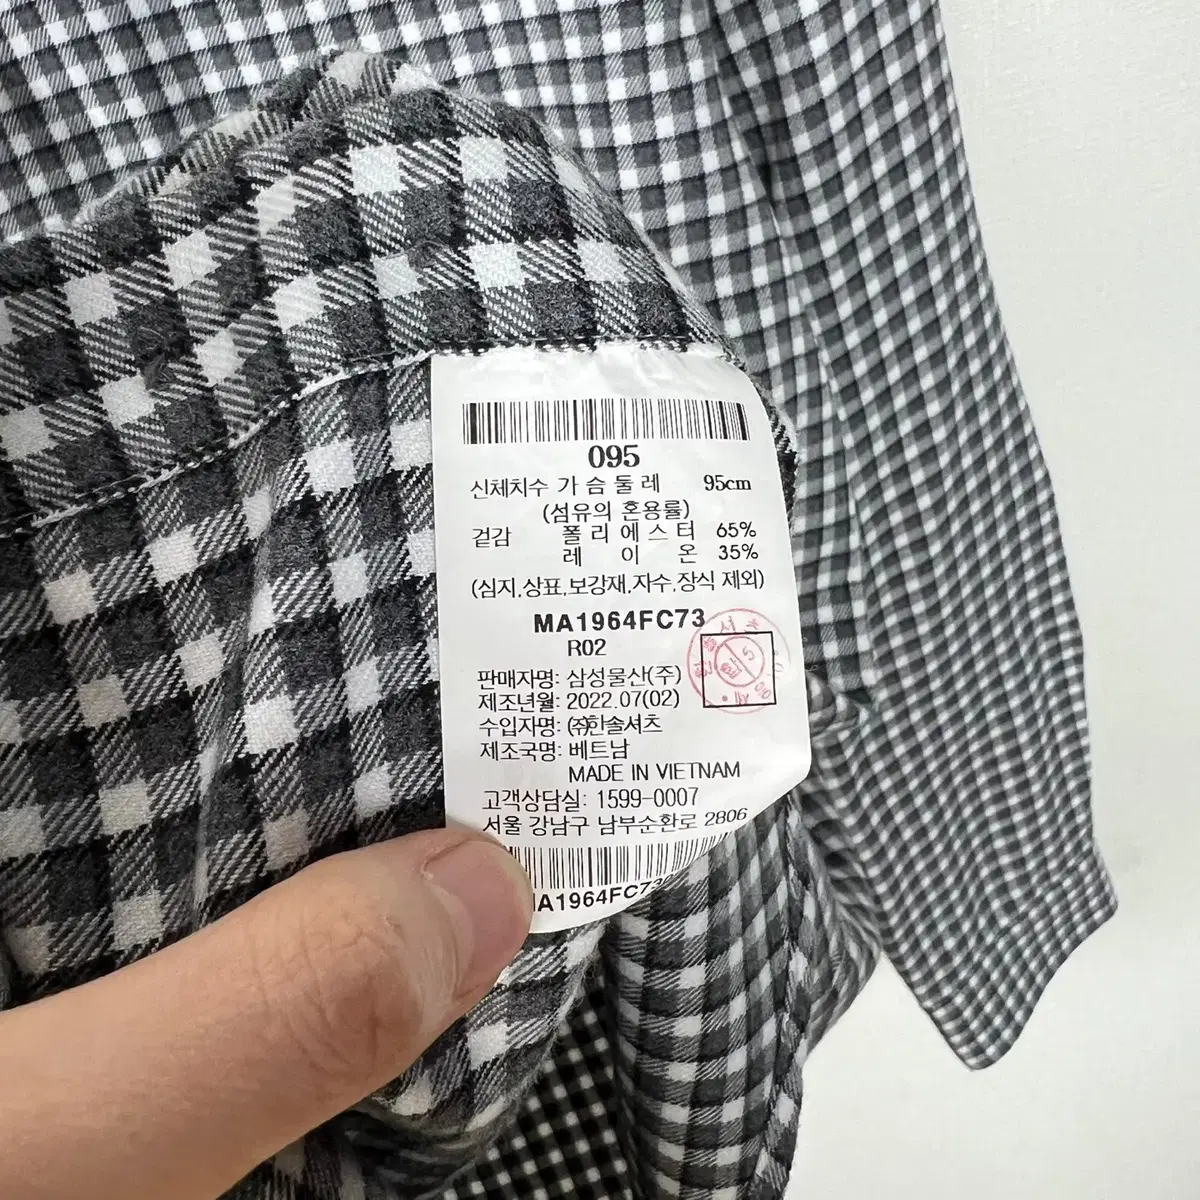 095
신체치수 가슴둘레 95cm
(섬유의 혼용률)
겉감 폴리에스터 65%
레이온 35%
(심지,상표,보강재,자수,장식 제외)
MA1964FC73
R02
판매자명: 삼성물산(주)
제조년월: 2022.07(02)
수입자명: ㈜한솔셔츠
제조국명: 베트남
MADE IN VIETNAM
고객상담실: 1599-0007
서울 강남구 남부순환로 2806
MA1964FC73